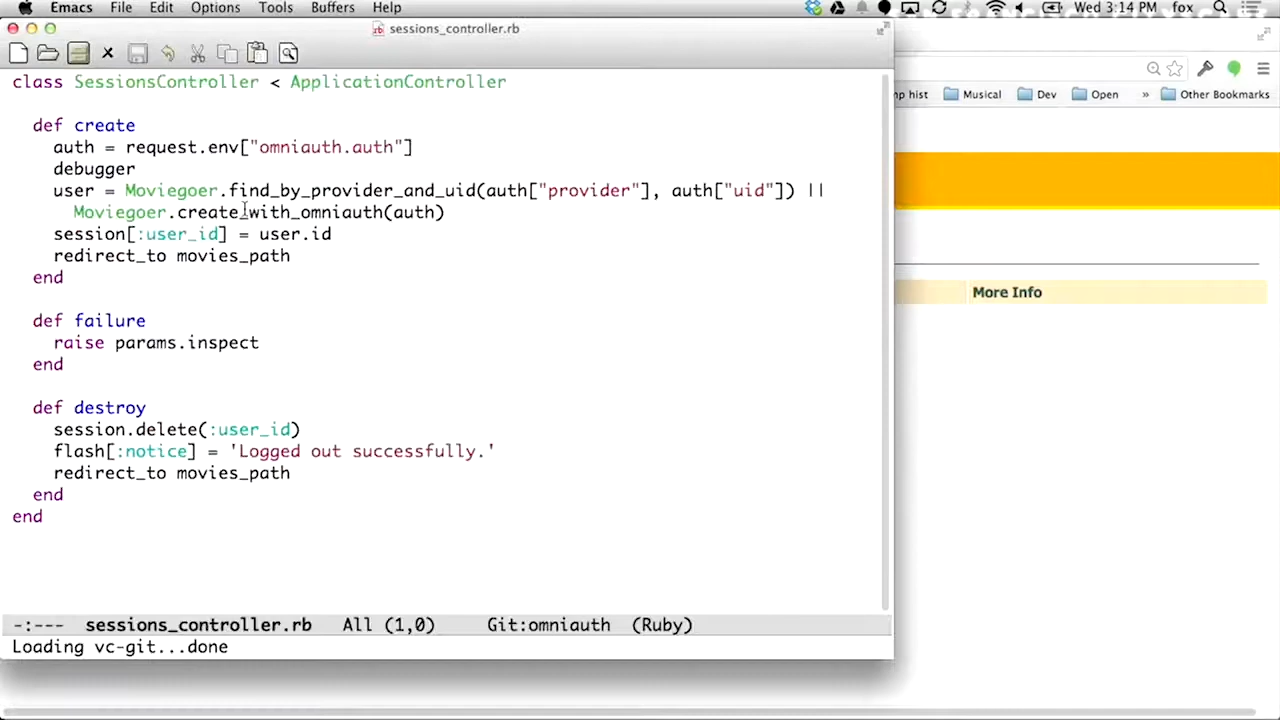 Emacs File Edit Options Tools Buffers Help
Wed 3:14 PM fox
sessions_controller.rb
class SessionsController < ApplicationController
def create
auth = request.env["omniauth.auth"]
debugger
user = Moviegoer.find_by_provider_and_uid(auth["provider"], auth["uid"]) ||
Moviegoer.create_with_omniauth(auth)
session[:user_id] = user.id
redirect_to movies_path
end
def failure
raise params.inspect
end
def destroy
session.delete(:user_id)
flash[:notice] = 'Logged out successfully.'
redirect_to movies_path
end
end
-:--- sessions_controller.rb All (1,0) Git:omniauth (Ruby)
Loading vc-git...done
hist Musical Dev Open » Other Bookmarks
More Info